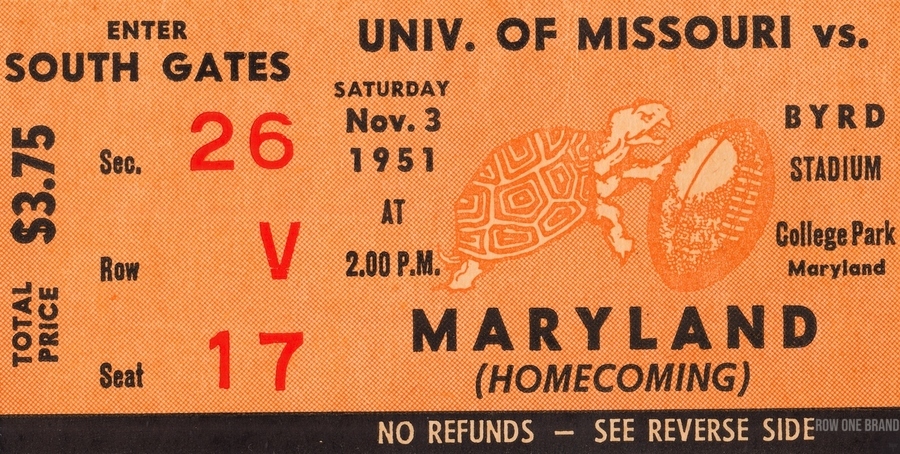 ENTER
SOUTH GATES
TOTAL PRICE $3.75
Sec. 26
Row V
Seat 17
UNIV. OF MISSOURI vs.
SATURDAY
Nov. 3
1951
AT
2.00 P.M.
BYRD
STADIUM
College Park
Maryland
MARYLAND
(HOMECOMING)
NO REFUNDS — SEE REVERSE SIDE
ROW ONE BRAND